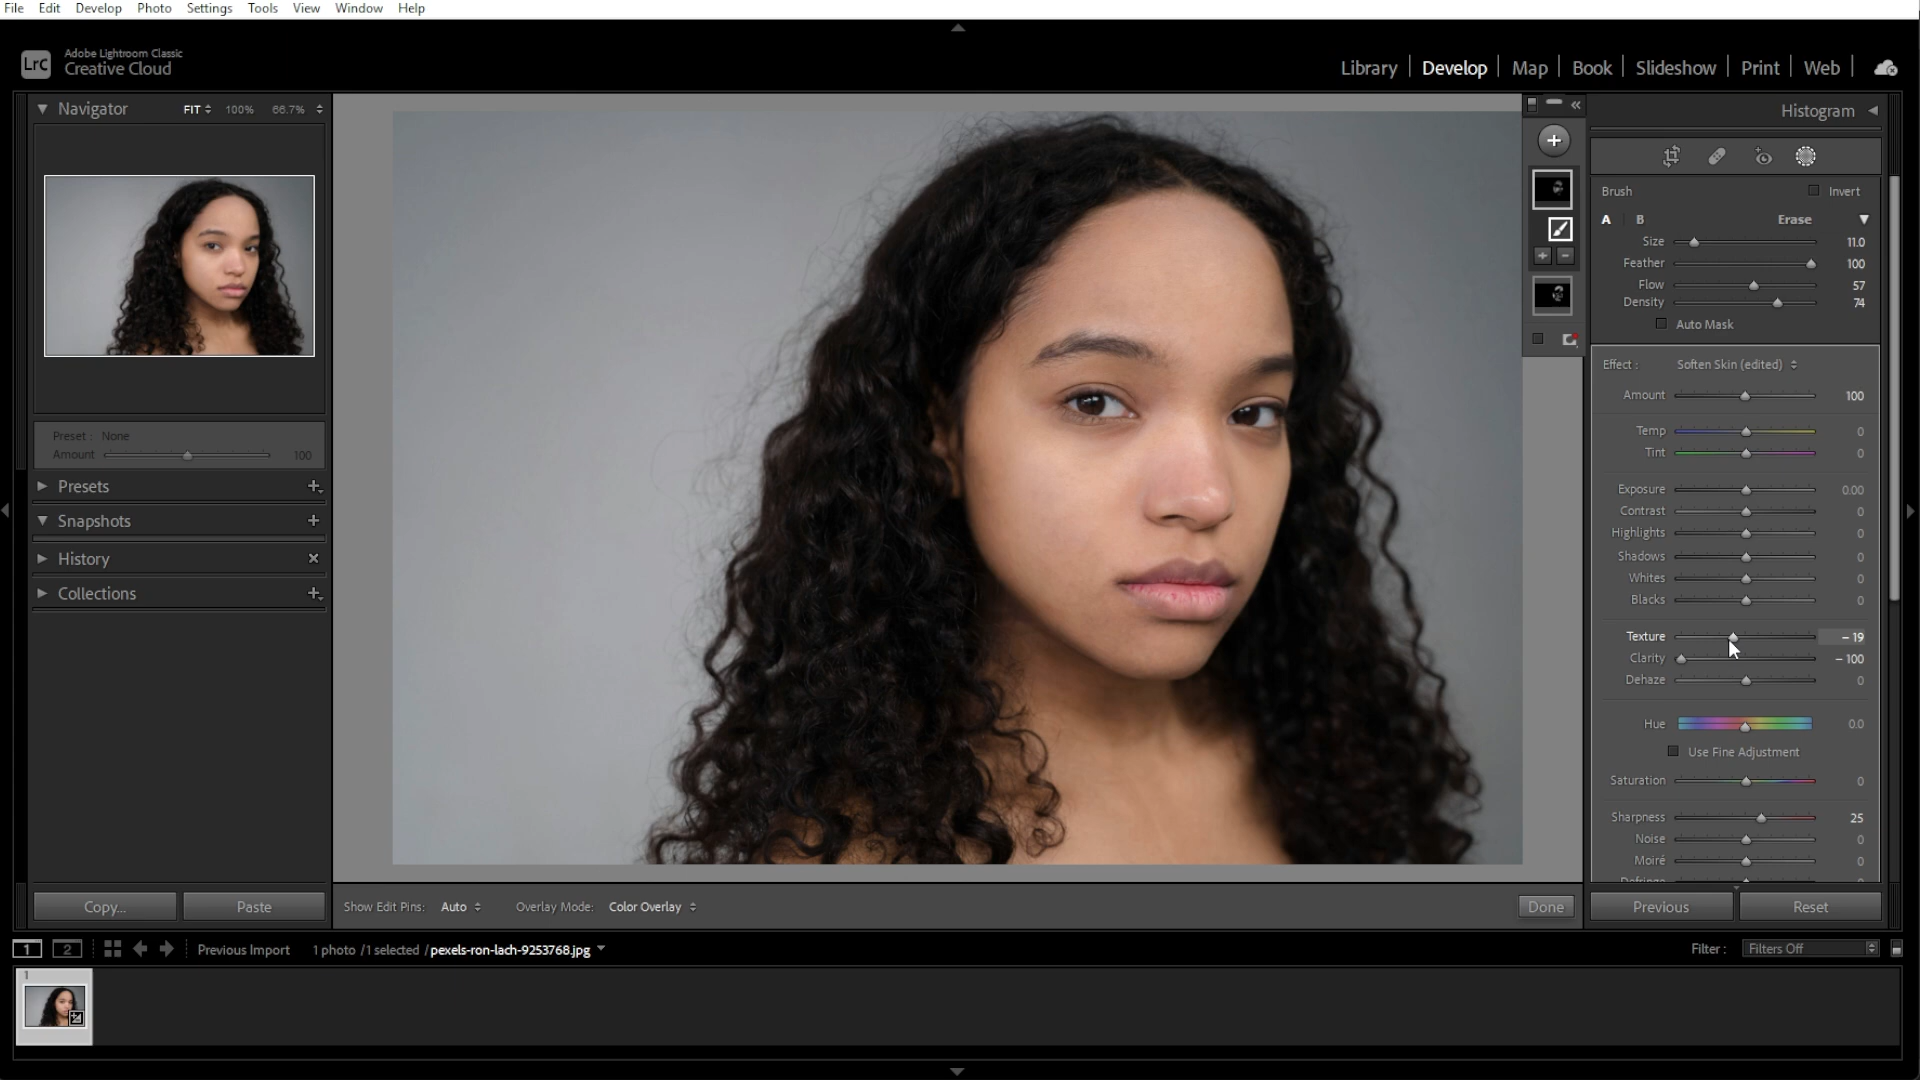 File Edit Develop Photo Settings Tools View Window Help
LrC
Adobe Lightroom Classic
Creative Cloud
Library Develop Map Book Slideshow Print Web
Navigator FIT 100% 66.7%
Histogram
Brush Invert
A B Erase
Size 11.0
Feather 100
Flow 57
Density 74
Auto Mask
Effect : Soften Skin (edited)
Amount 100
Temp 0
Tint 0
Exposure 0.00
Contrast 0
Highlights 0
Shadows 0
Whites 0
Blacks 0
Texture – 19
Clarity – 100
Dehaze 0
Hue 0.0
Use Fine Adjustment
Saturation 0
Sharpness 25
Noise 0
Moiré 0
Defringe 0
Preset : None
Amount 100
Presets
Snapshots
History
Collections
Copy... Paste
Show Edit Pins: Auto Overlay Mode: Color Overlay Done
Previous Reset
1 2 Previous Import 1 photo /1 selected /pexels-ron-lach-9253768.jpg Filter : Filters Off
1